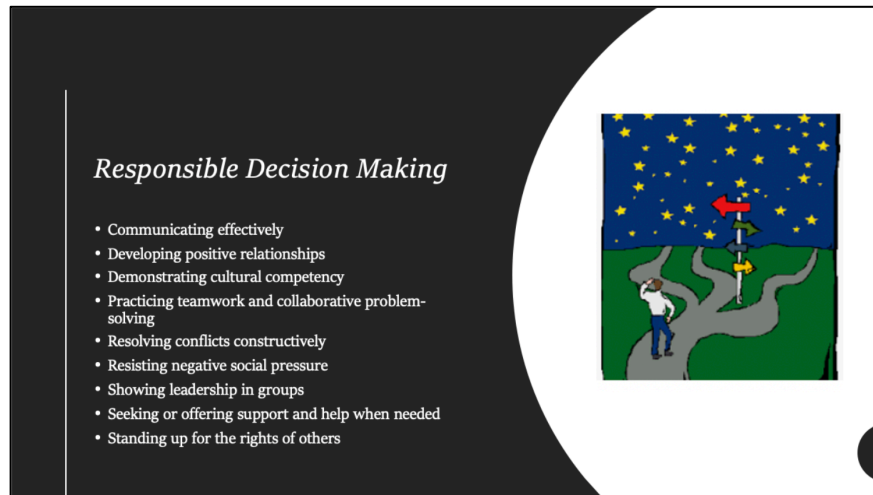 Responsible Decision Making
• Communicating effectively
• Developing positive relationships
• Demonstrating cultural competency
• Practicing teamwork and collaborative problem-
solving
• Resolving conflicts constructively
• Resisting negative social pressure
• Showing leadership in groups
• Seeking or offering support and help when needed
• Standing up for the rights of others